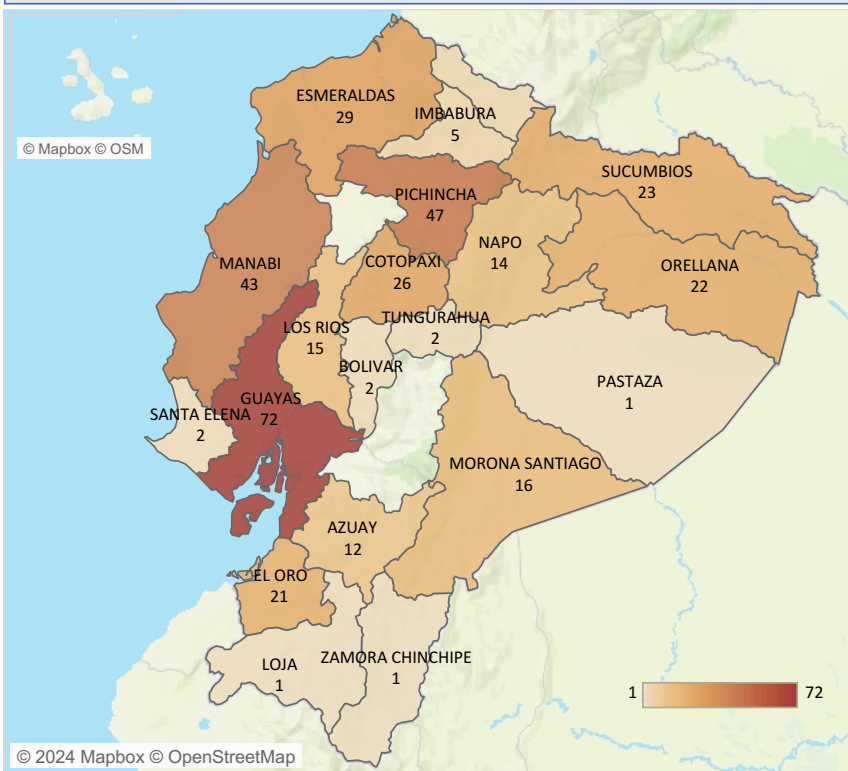 ESMERALDAS
29
IMBABURA
5
© Mapbox © OSM
SUCUMBIOS
23
PICHINCHA
47
NAPO
14
MANABI
43
COTOPAXI
26
ORELLANA
22
TUNGURAHUA
2
LOS RIOS
15
BOLIVAR
2
PASTAZA
1
GUAYAS
72
SANTA ELENA
2
MORONA SANTIAGO
16
AZUAY
12
EL ORO
21
ZAMORA CHINCHIPE
1
LOJA
1
1 72
© 2024 Mapbox © OpenStreetMap